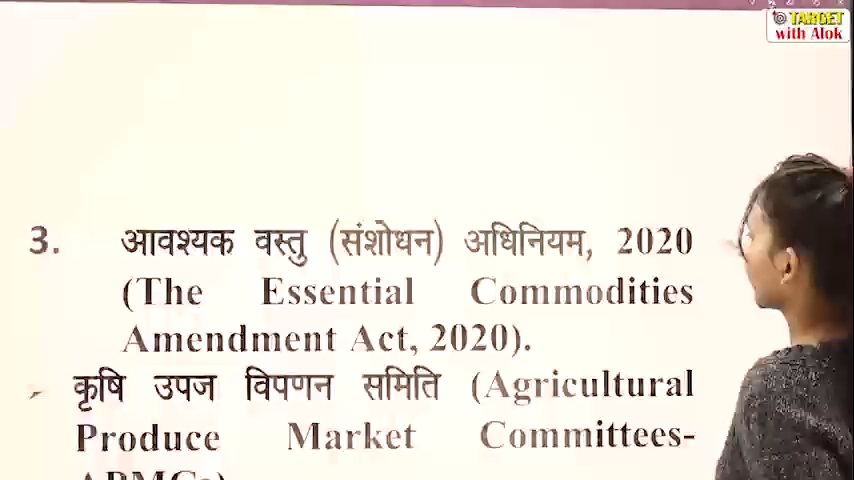 TARGET
with Alok
3. आवश्यक वस्तु (संशोधन) अधिनियम, 2020
(The Essential Commodities
Amendment Act, 2020).
कृषि उपज विपणन समिति (Agricultural
Produce Market Committees-
APMCs)